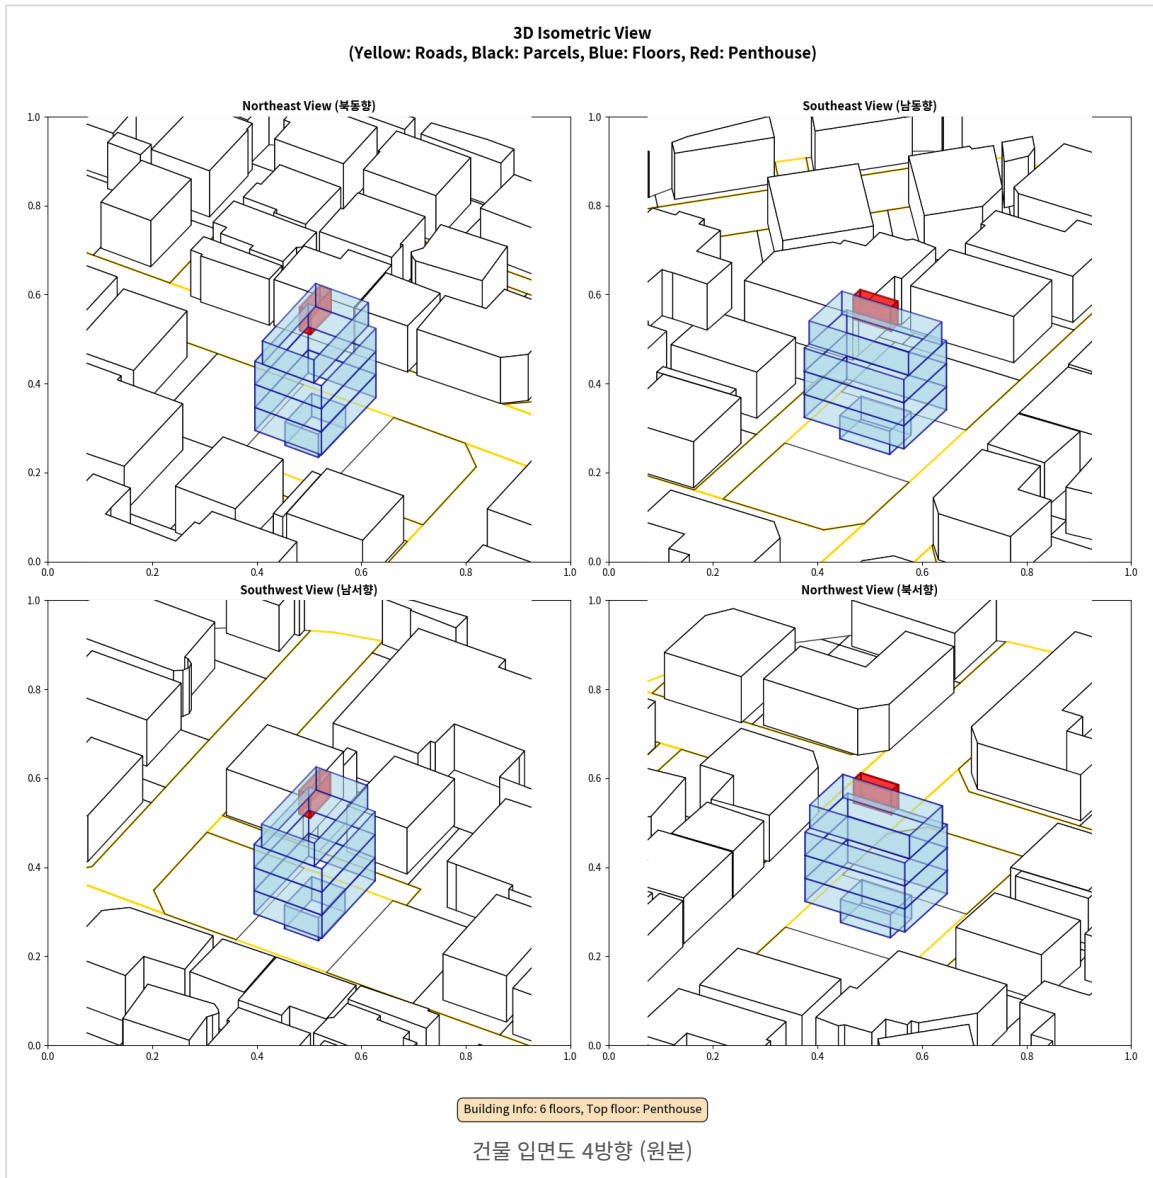 3D Isometric View
(Yellow: Roads, Black: Parcels, Blue: Floors, Red: Penthouse)
Northeast View (북동향)
1.0
0.8
0.6
0.4
0.2
0.0
0.0 0.2 0.4 0.6 0.8 1.0
Southeast View (남동향)
1.0
0.8
0.6
0.4
0.2
0.0
0.0 0.2 0.4 0.6 0.8 1.0
Southwest View (남서향)
1.0
0.8
0.6
0.4
0.2
0.0
0.0 0.2 0.4 0.6 0.8 1.0
Northwest View (북서향)
1.0
0.8
0.6
0.4
0.2
0.0
0.0 0.2 0.4 0.6 0.8 1.0
Building Info: 6 floors, Top floor: Penthouse
건물 입면도 4방향 (원본)